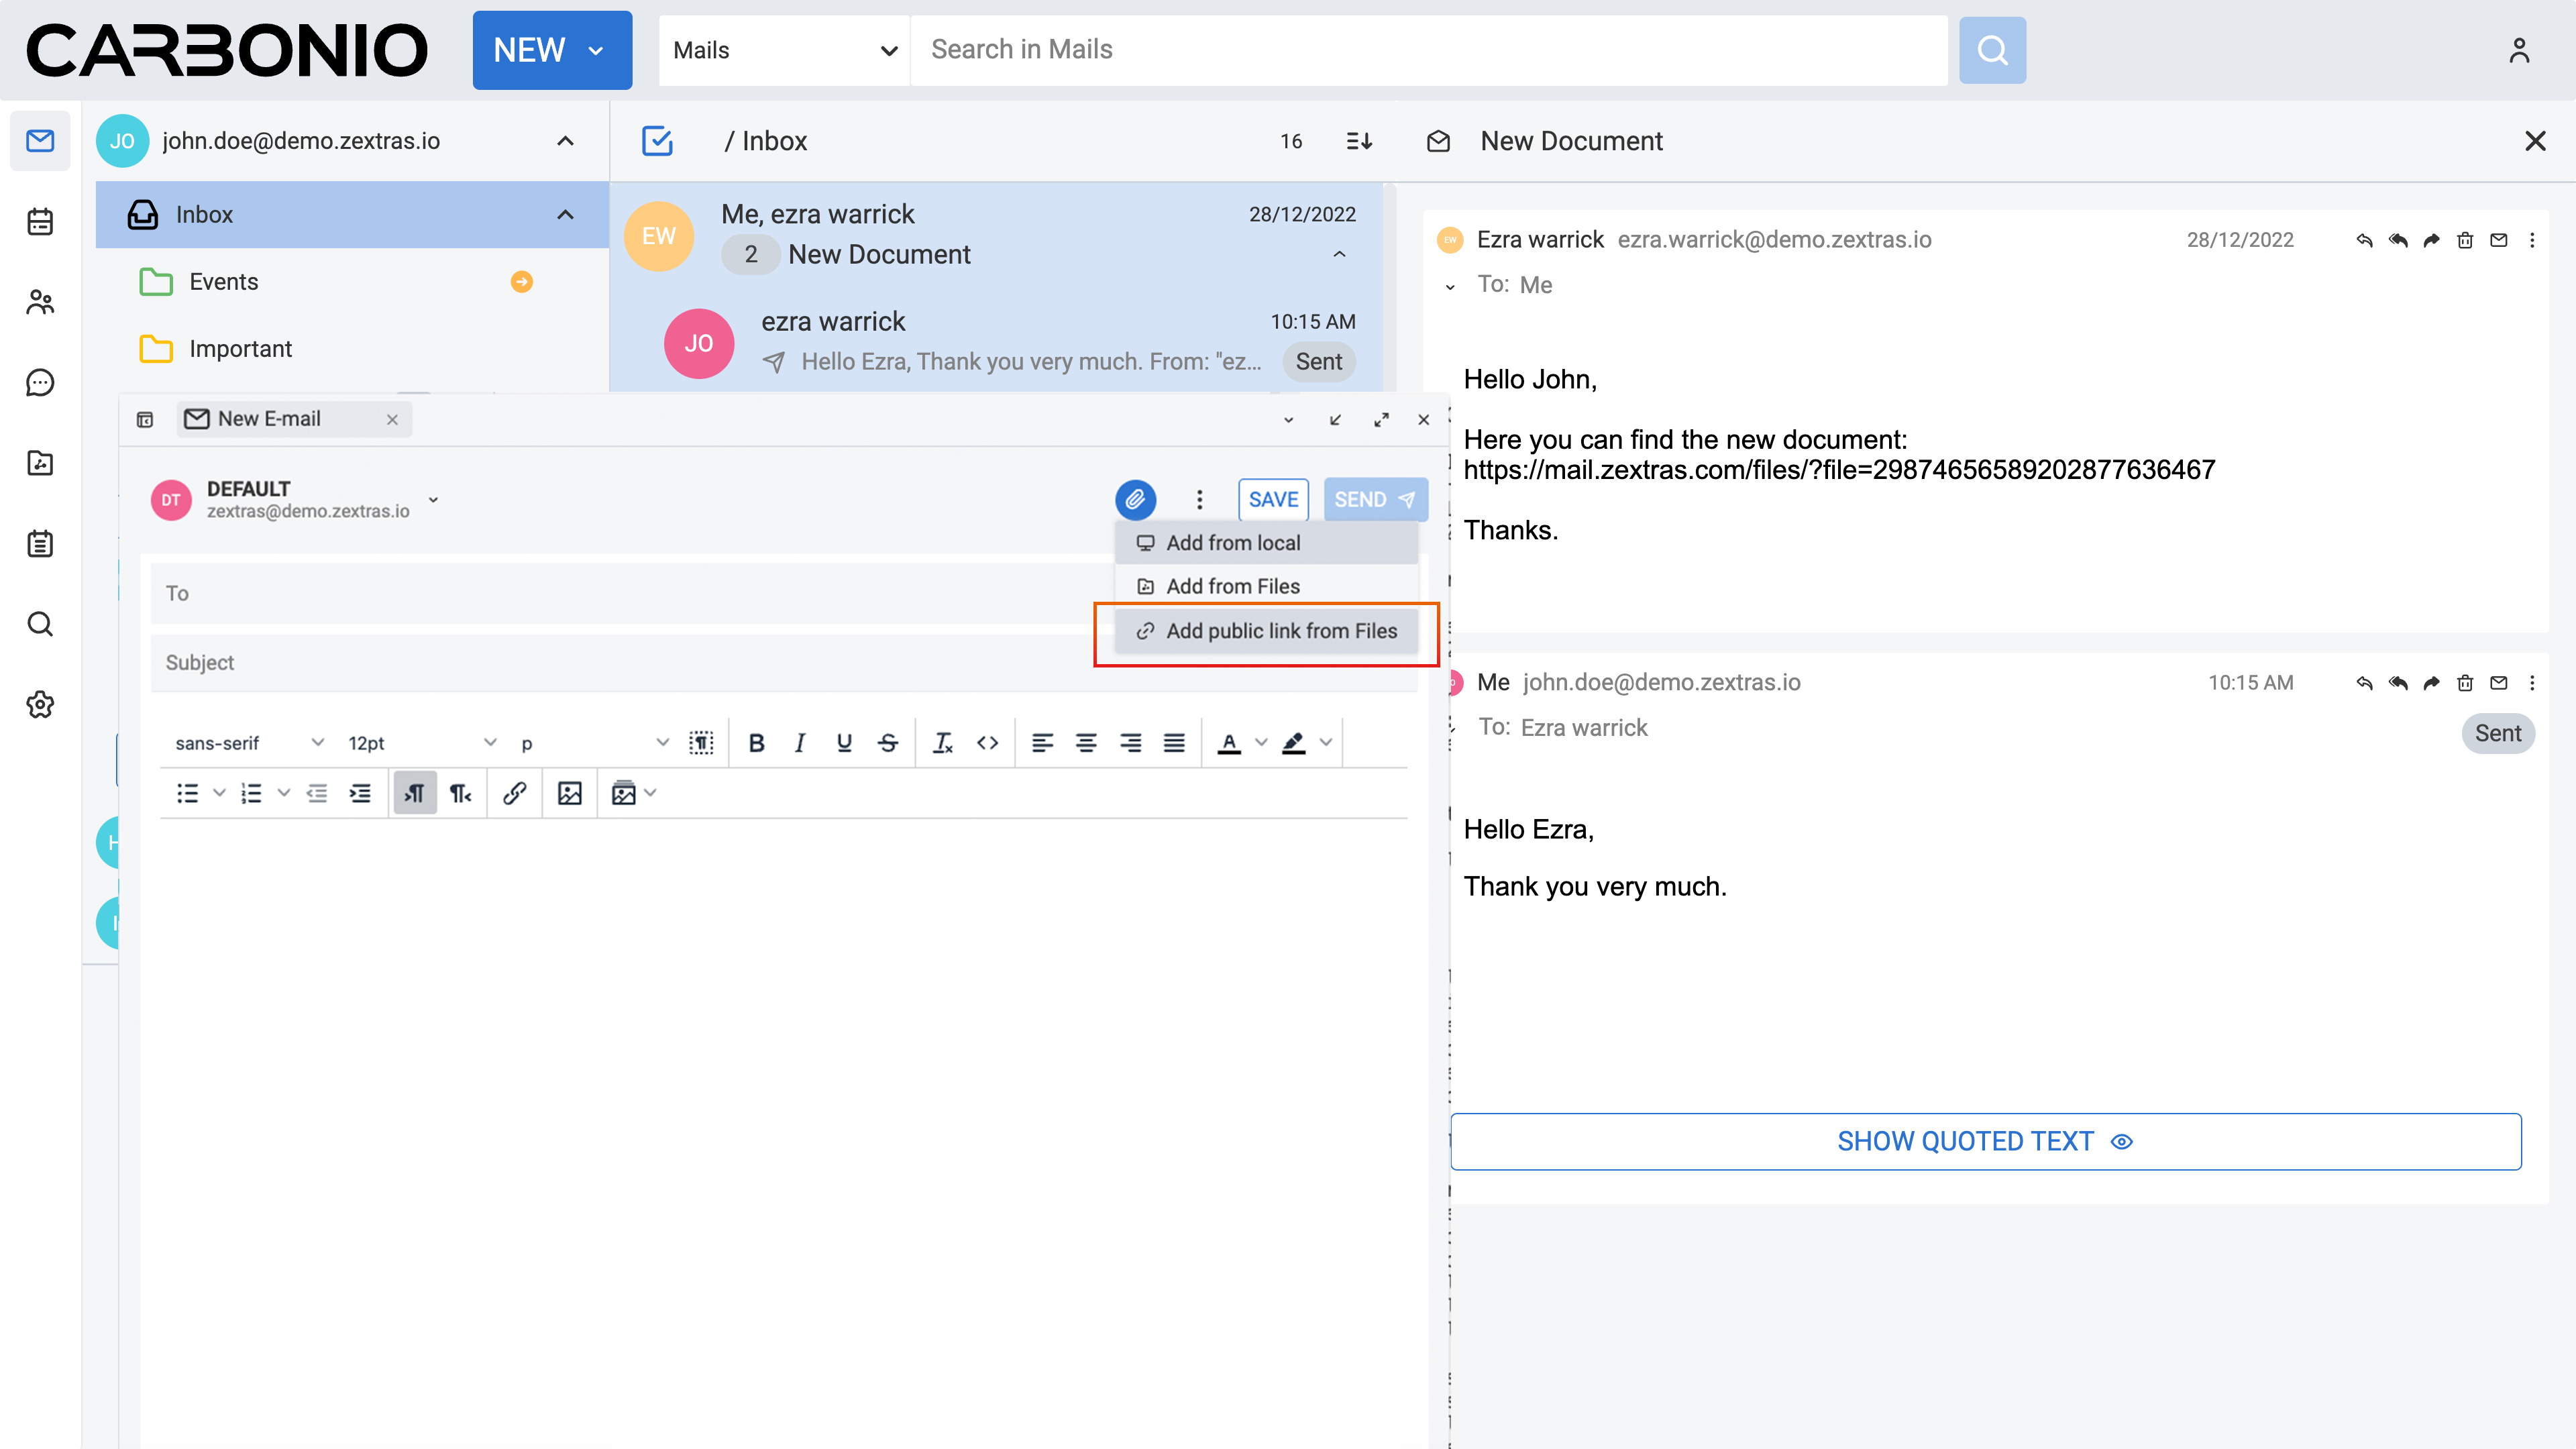 CARBONIO
NEW
Mails
Search in Mails
JO
john.doe@demo.zextras.io
Inbox
Events
Important
/ Inbox
16
EW
Me, ezra warrick
28/12/2022
2
New Document
JO
ezra warrick
10:15 AM
Hello Ezra, Thank you very much. From: "ez...
Sent
New Document
EW
Ezra warrick ezra.warrick@demo.zextras.io
28/12/2022
To: Me
Hello John,
Here you can find the new document:
https://mail.zextras.com/files/?file=29874656589202877636467
Thanks.
Me john.doe@demo.zextras.io
10:15 AM
To: Ezra warrick
Sent
Hello Ezra,
Thank you very much.
SHOW QUOTED TEXT
New E-mail
DT
DEFAULT
zextras@demo.zextras.io
SAVE
SEND
Add from local
Add from Files
Add public link from Files
To
Subject
sans-serif
12pt
p
H